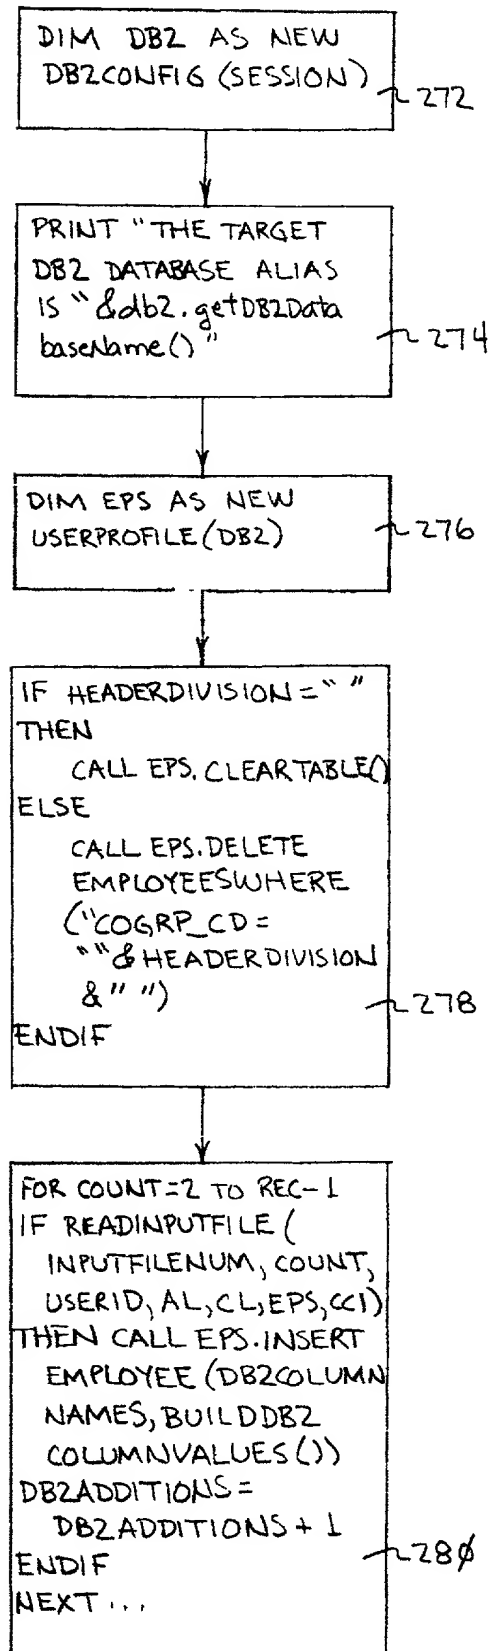 DIM DB2 AS NEW
DB2CONFIG (SESSION)
272
PRINT "THE TARGET
DB2 DATABASE ALIAS
IS "&db2.getDB2Data
baseName()"
274
DIM EPS AS NEW
USERPROFILE(DB2)
276
IF HEADERDIVISION=" "
THEN
CALL EPS.CLEARTABLE()
ELSE
CALL EPS.DELETE
EMPLOYEESWHERE
("COGRP_CD=
"""&HEADERDIVISION
&" ")
278
ENDIF
FOR COUNT=2 TO REC-1
IF READINPUTFILE(
INPUTFILENUM, COUNT,
USERID, AL, CL, EPS, CC1)
THEN CALL EPS.INSERT
EMPLOYEE (DB2COLUMN
NAMES, BUILDDB2
COLUMNVALUES())
DB2ADDITIONS=
DB2ADDITIONS + 1
ENDIF
280
NEXT...